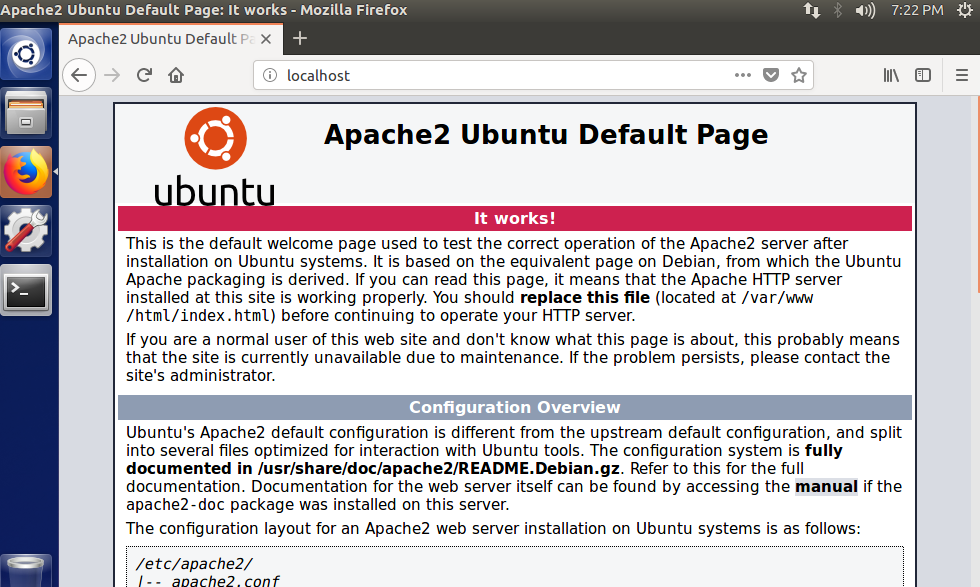 Apache2 Ubuntu Default Page: It works - Mozilla Firefox
7:22 PM
Apache2 Ubuntu Default Pa
localhost
ubuntu
Apache2 Ubuntu Default Page
It works!
This is the default welcome page used to test the correct operation of the Apache2 server after
installation on Ubuntu systems. It is based on the equivalent page on Debian, from which the Ubuntu
Apache packaging is derived. If you can read this page, it means that the Apache HTTP server
installed at this site is working properly. You should replace this file (located at /var/www
/html/index.html) before continuing to operate your HTTP server.
If you are a normal user of this web site and don't know what this page is about, this probably means
that the site is currently unavailable due to maintenance. If the problem persists, please contact the
site's administrator.
Configuration Overview
Ubuntu's Apache2 default configuration is different from the upstream default configuration, and split
into several files optimized for interaction with Ubuntu tools. The configuration system is fully
documented in /usr/share/doc/apache2/README.Debian.gz. Refer to this for the full
documentation. Documentation for the web server itself can be found by accessing the manual if the
apache2-doc package was installed on this server.
The configuration layout for an Apache2 web server installation on Ubuntu systems is as follows:
/etc/apache2/
|-- apache2.conf